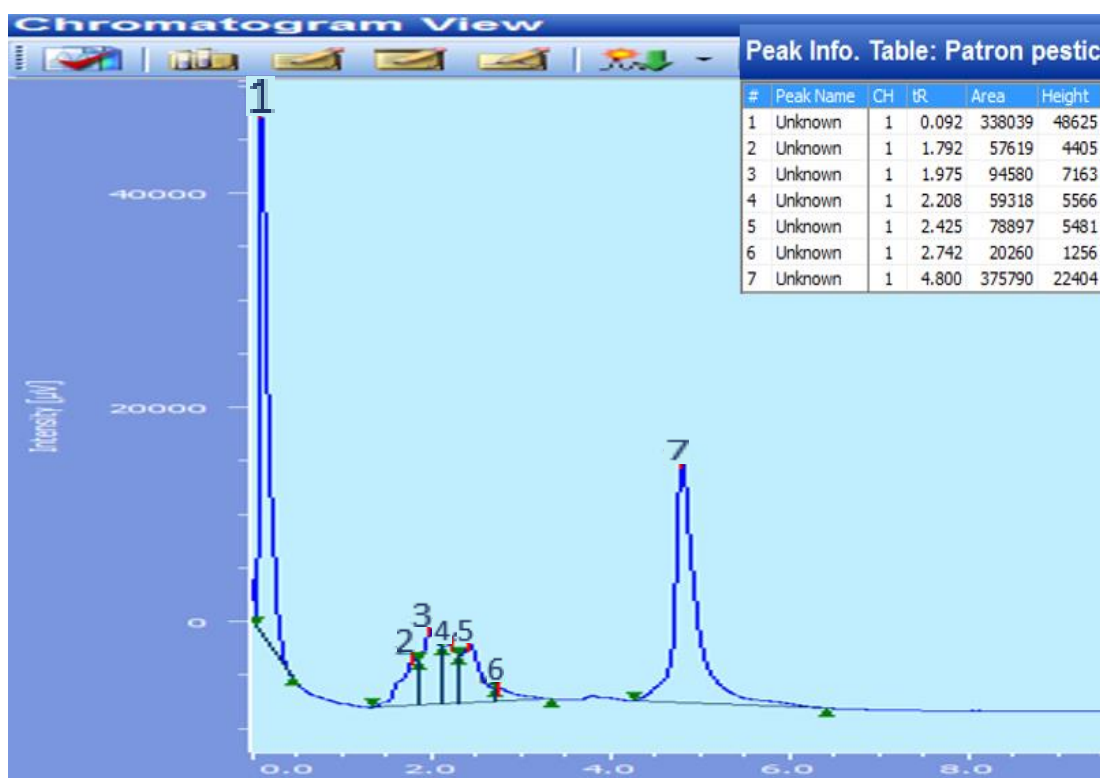 Chromatogram View
Peak Info. Table: Patron pestic
# Peak Name CH tR Area Height
1 Unknown 1 0.092 338039 48625
2 Unknown 1 1.792 57619 4405
3 Unknown 1 1.975 94580 7163
4 Unknown 1 2.208 59318 5566
5 Unknown 1 2.425 78897 5481
6 Unknown 1 2.742 20260 1256
7 Unknown 1 4.800 375790 22404
1
40000
Intensity [µV]
20000
7
0
3
2
4
5
6
0.0 2.0 4.0 6.0 8.0